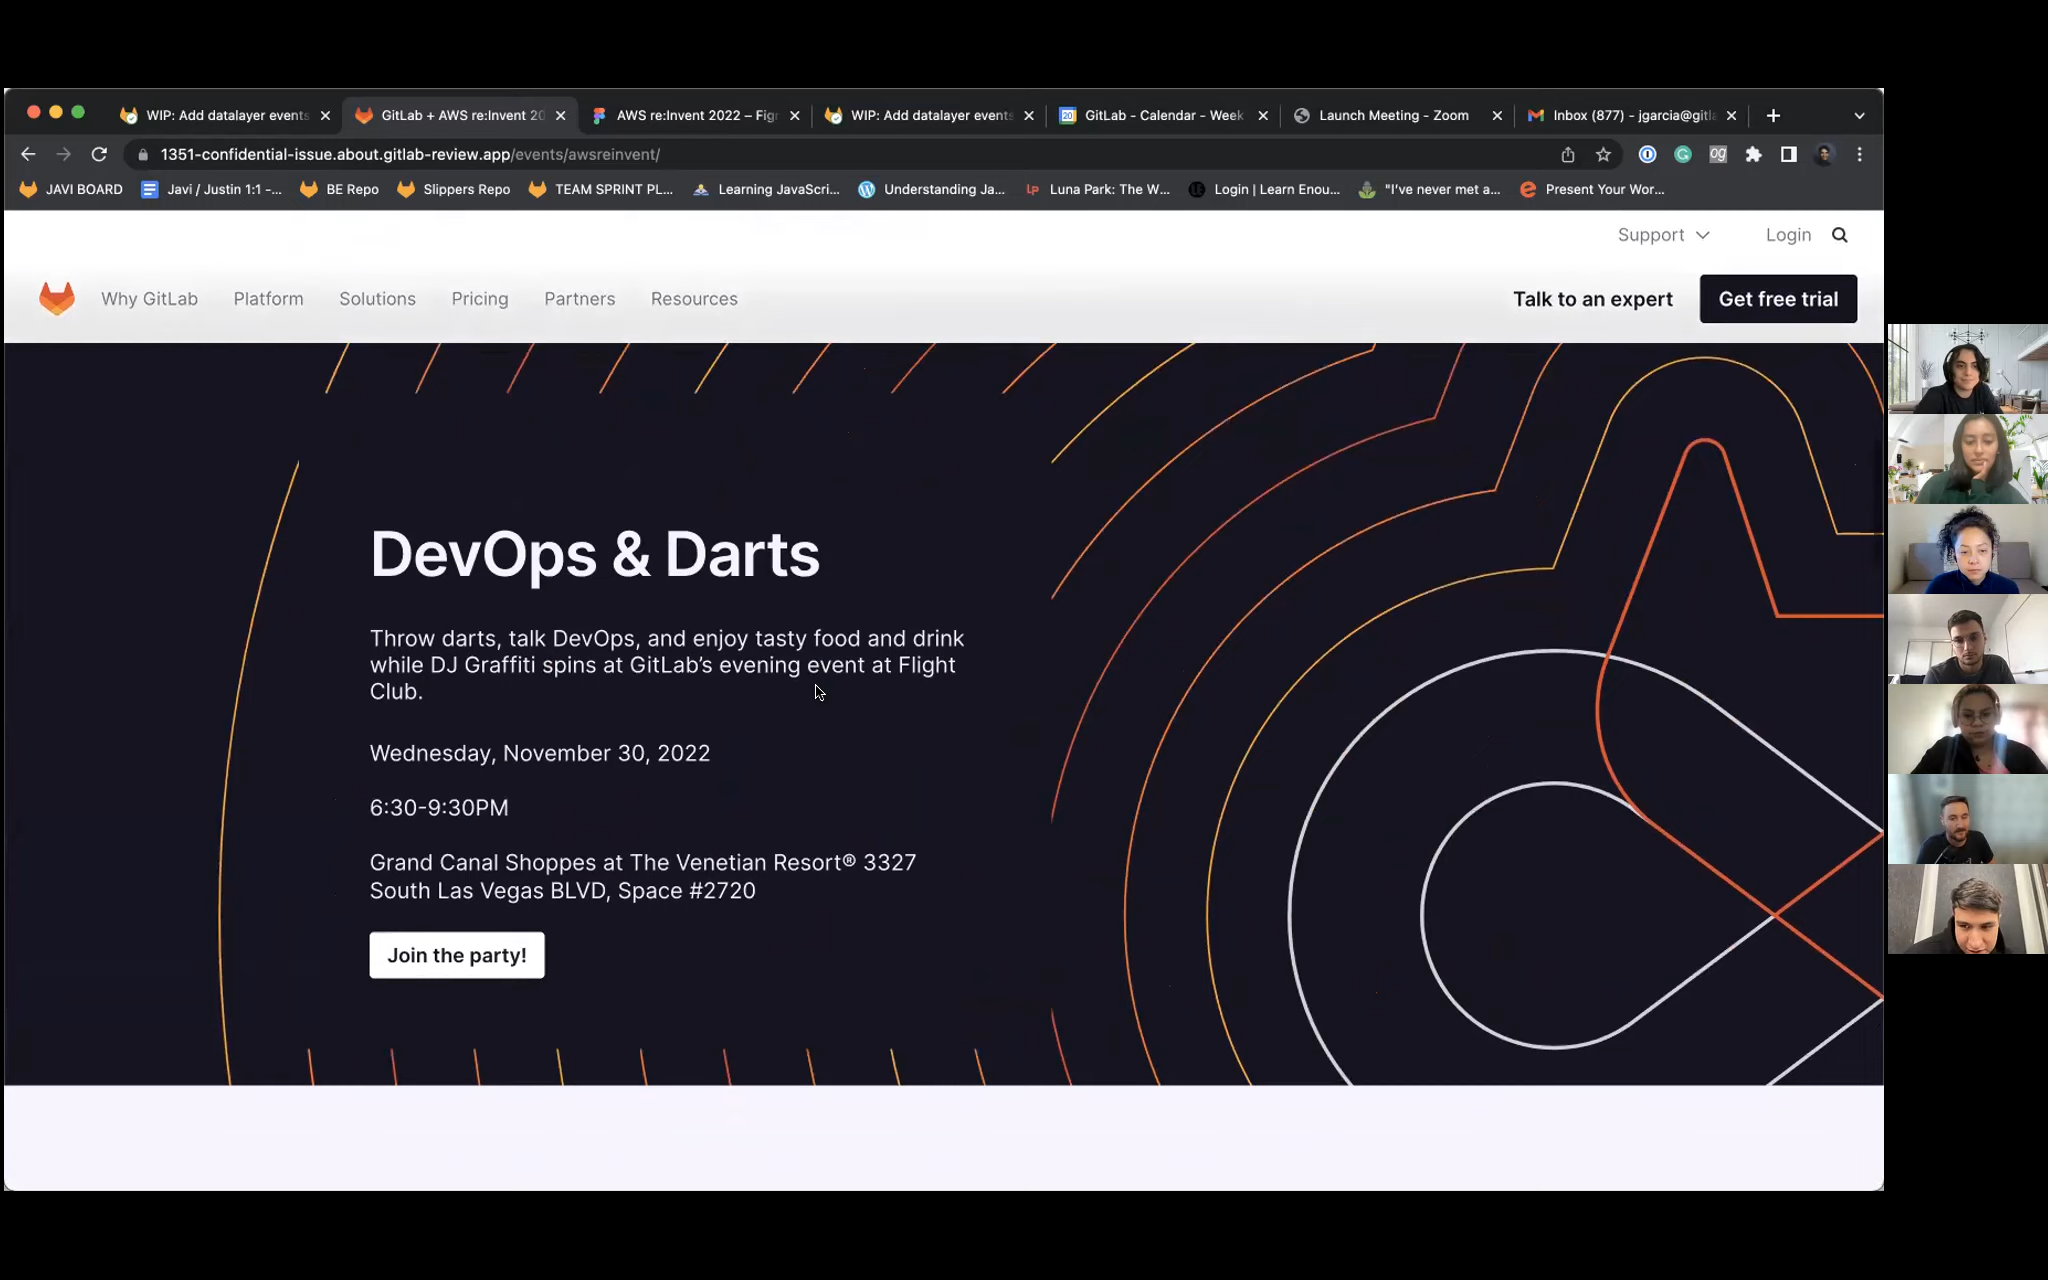 WIP: Add datalayer events
GitLab + AWS re:Invent 20
AWS re:Invent 2022 – Figm
WIP: Add datalayer events
GitLab - Calendar - Week
Launch Meeting - Zoom
Inbox (877) - jgarcia@gitla
1351-confidential-issue.about.gitlab-review.app/events/awsreinvent/
JAVI BOARD
Javi / Justin 1:1 -...
BE Repo
Slippers Repo
TEAM SPRINT PL...
Learning JavaScri...
Understanding Ja...
LP Luna Park: The W...
Login | Learn Enou...
"I've never met a...
Present Your Wor...
Support
Login
Why GitLab
Platform
Solutions
Pricing
Partners
Resources
Talk to an expert
Get free trial
DevOps & Darts
Throw darts, talk DevOps, and enjoy tasty food and drink
while DJ Graffiti spins at GitLab’s evening event at Flight
Club.
Wednesday, November 30, 2022
6:30-9:30PM
Grand Canal Shoppes at The Venetian Resort® 3327
South Las Vegas BLVD, Space #2720
Join the party!